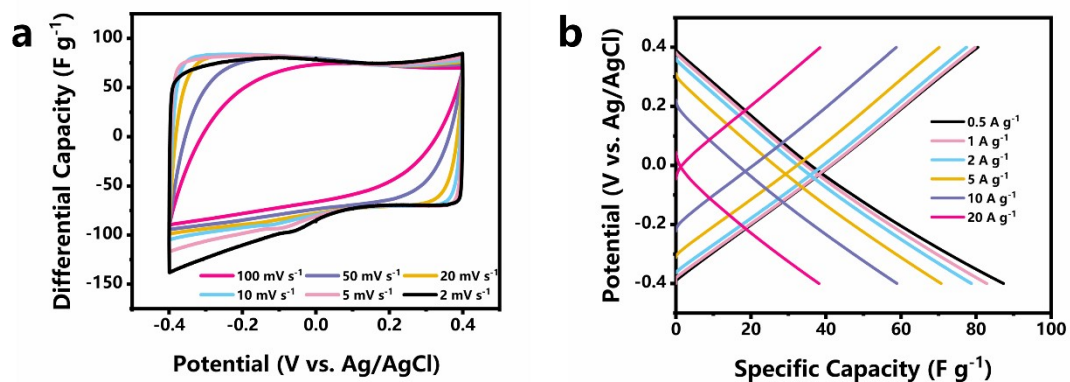 a
Differential Capacity (F g⁻¹)
100
50
0
-50
-100
-150
100 mV s⁻¹ 50 mV s⁻¹ 20 mV s⁻¹
10 mV s⁻¹ 5 mV s⁻¹ 2 mV s⁻¹
-0.4 -0.2 0.0 0.2 0.4
Potential (V vs. Ag/AgCl)
b
Potential (V vs. Ag/AgCl)
0.4
0.2
0.0
-0.2
-0.4
0.5 A g⁻¹
1 A g⁻¹
2 A g⁻¹
5 A g⁻¹
10 A g⁻¹
20 A g⁻¹
0 20 40 60 80 100
Specific Capacity (F g⁻¹)